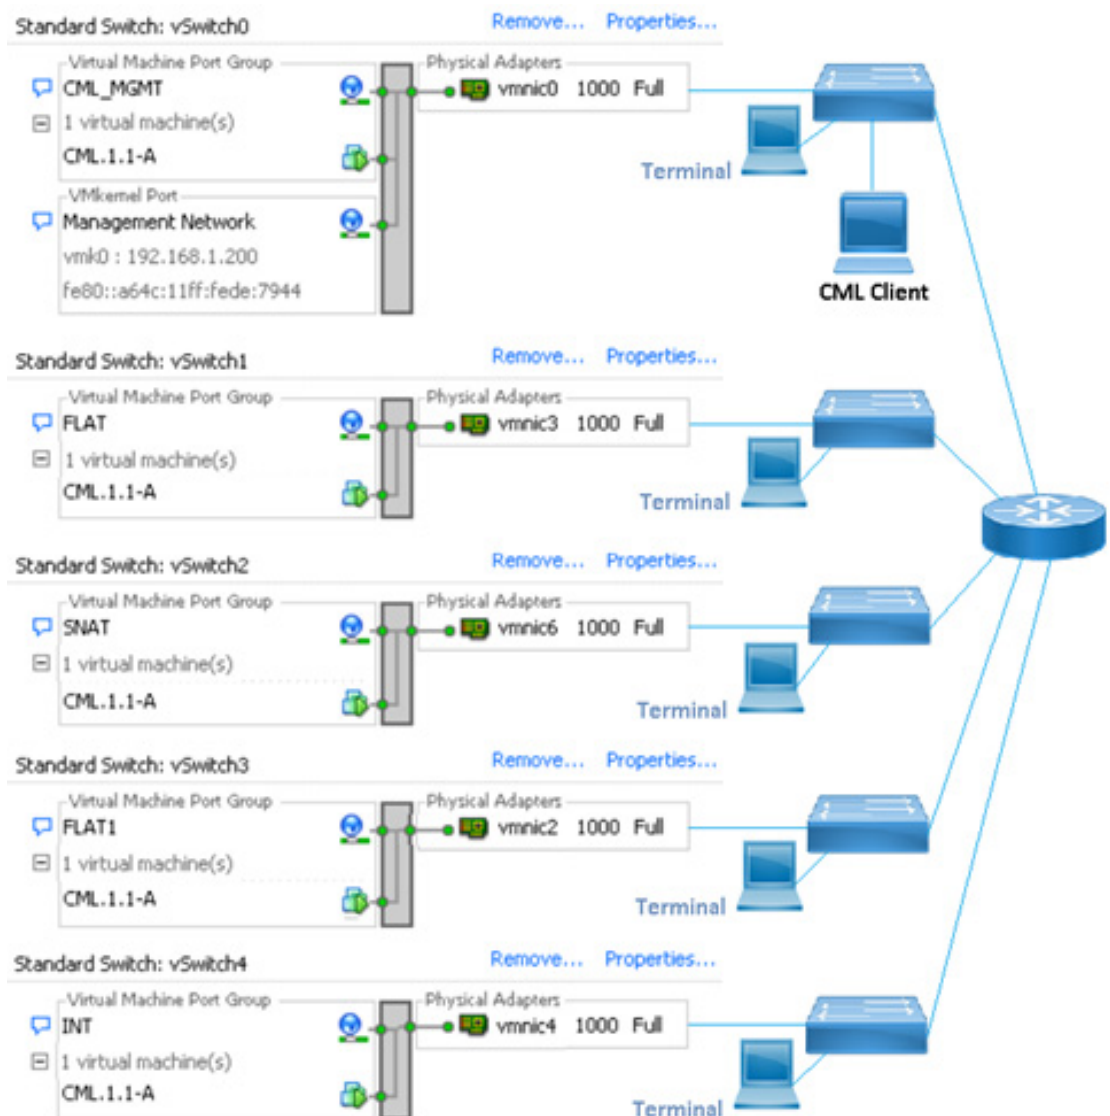 Standard Switch: vSwitch0 Remove... Properties...
Virtual Machine Port Group Physical Adapters
CML_MGMT vmnic0 1000 Full
1 virtual machine(s)
CML.1.1-A
Terminal
VMkernel Port
Management Network
vmk0 : 192.168.1.200
fe80::a64c:11ff:fede:7944
CML Client
Standard Switch: vSwitch1 Remove... Properties...
Virtual Machine Port Group Physical Adapters
FLAT vmnic3 1000 Full
1 virtual machine(s)
CML.1.1-A
Terminal
Standard Switch: vSwitch2 Remove... Properties...
Virtual Machine Port Group Physical Adapters
SNAT vmnic6 1000 Full
1 virtual machine(s)
CML.1.1-A
Terminal
Standard Switch: vSwitch3 Remove... Properties...
Virtual Machine Port Group Physical Adapters
FLAT1 vmnic2 1000 Full
1 virtual machine(s)
CML.1.1-A
Terminal
Standard Switch: vSwitch4 Remove... Properties...
Virtual Machine Port Group Physical Adapters
INT vmnic4 1000 Full
1 virtual machine(s)
CML.1.1-A
Terminal